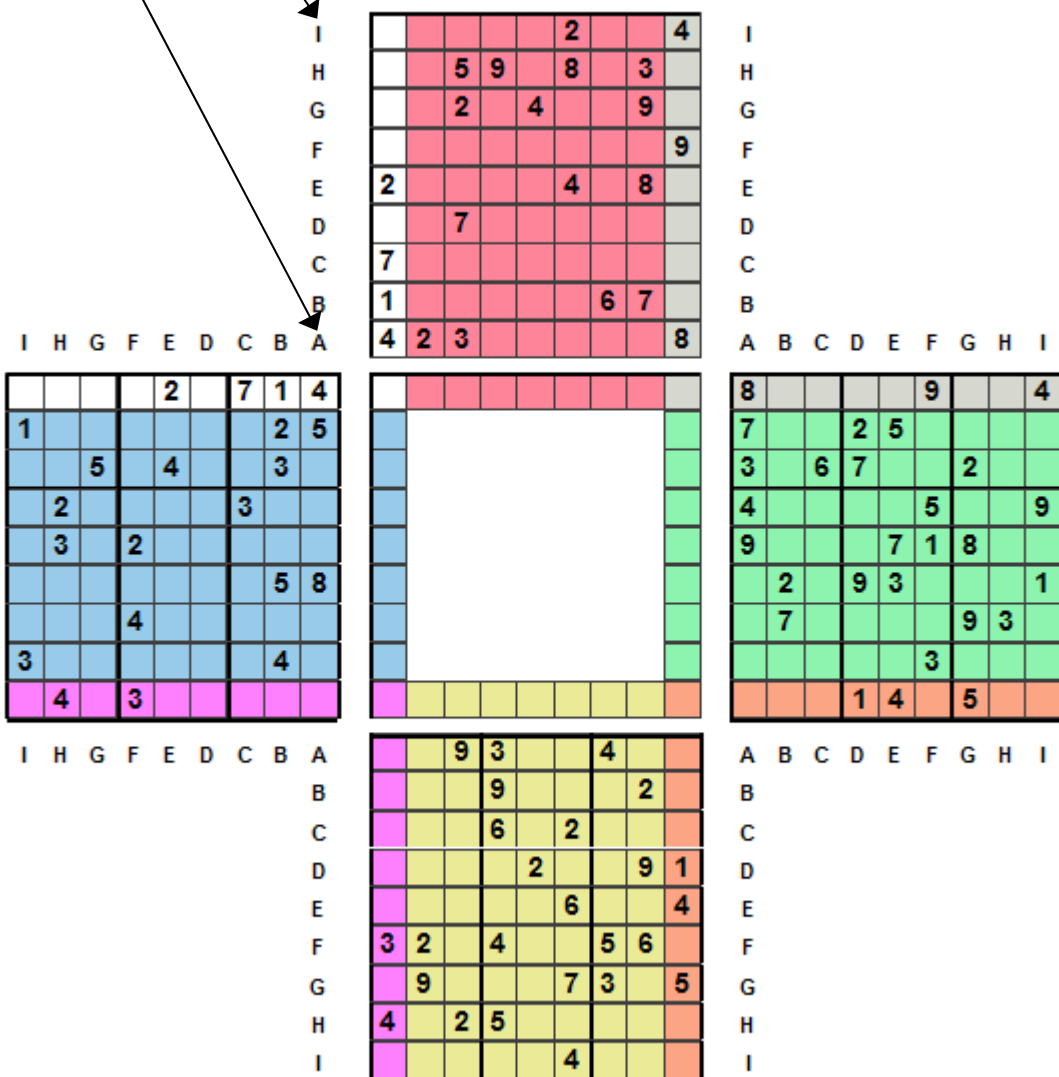 I 2 4 I
H 5 9 8 3 H
G 2 4 9 G
F 9 F
E 2 4 8 E
D 7 D
C 7 C
B 1 6 7 B
I H G F E D C B A 4 2 3 8 A B C D E F G H I
2 7 1 4 8 9 4
1 2 5 7 2 5
5 4 3 3 6 7 2
2 3 4 5 9
3 2 9 7 1 8
5 8 2 9 3 1
4 7 9 3
3 4 3
4 3 1 4 5
I H G F E D C B A 9 3 4 A B C D E F G H I
B 9 2 B
C 6 2 C
D 2 9 1 D
E 6 4 E
F 3 2 4 5 6 F
G 9 7 3 5 G
H 4 2 5 H
I 4 I